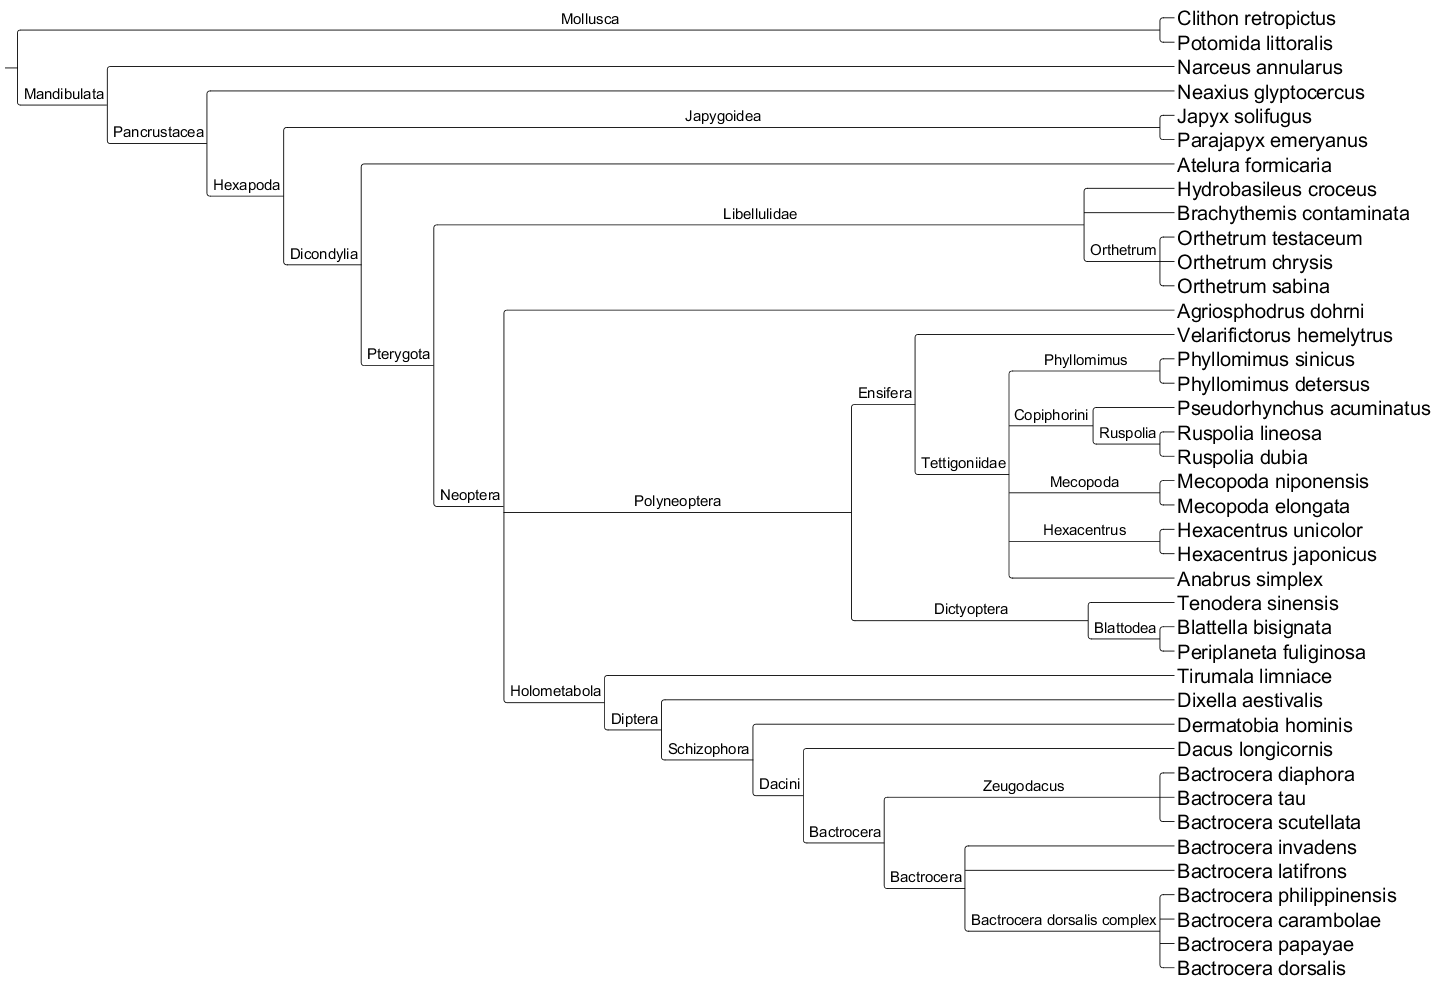 Mollusca
Clithon retropictus
Potomida littoralis
Mandibulata
Narceus annularus
Pancrustacea
Neaxius glyptocercus
Japygoidea
Japyx solifugus
Parajapyx emeryanus
Hexapoda
Atelura formicaria
Hydrobasileus croceus
Libellulidae
Brachythemis contaminata
Orthetrum testaceum
Dicondylia
Orthetrum
Orthetrum chrysis
Orthetrum sabina
Agriosphodrus dohrni
Velarifictorus hemelytrus
Pterygota
Phyllomimus
Phyllomimus sinicus
Phyllomimus detersus
Ensifera
Copiphorini
Pseudorhynchus acuminatus
Ruspolia
Ruspolia lineosa
Ruspolia dubia
Tettigoniidae
Mecopoda
Mecopoda niponensis
Neoptera
Polyneoptera
Mecopoda elongata
Hexacentrus
Hexacentrus unicolor
Hexacentrus japonicus
Anabrus simplex
Dictyoptera
Tenodera sinensis
Blattodea
Blattella bisignata
Periplaneta fuliginosa
Holometabola
Tirumala limniace
Dixella aestivalis
Diptera
Dermatobia hominis
Schizophora
Dacus longicornis
Dacini
Zeugodacus
Bactrocera diaphora
Bactrocera tau
Bactrocera scutellata
Bactrocera
Bactrocera invadens
Bactrocera
Bactrocera latifrons
Bactrocera philippinensis
Bactrocera dorsalis complex
Bactrocera carambolae
Bactrocera papayae
Bactrocera dorsalis